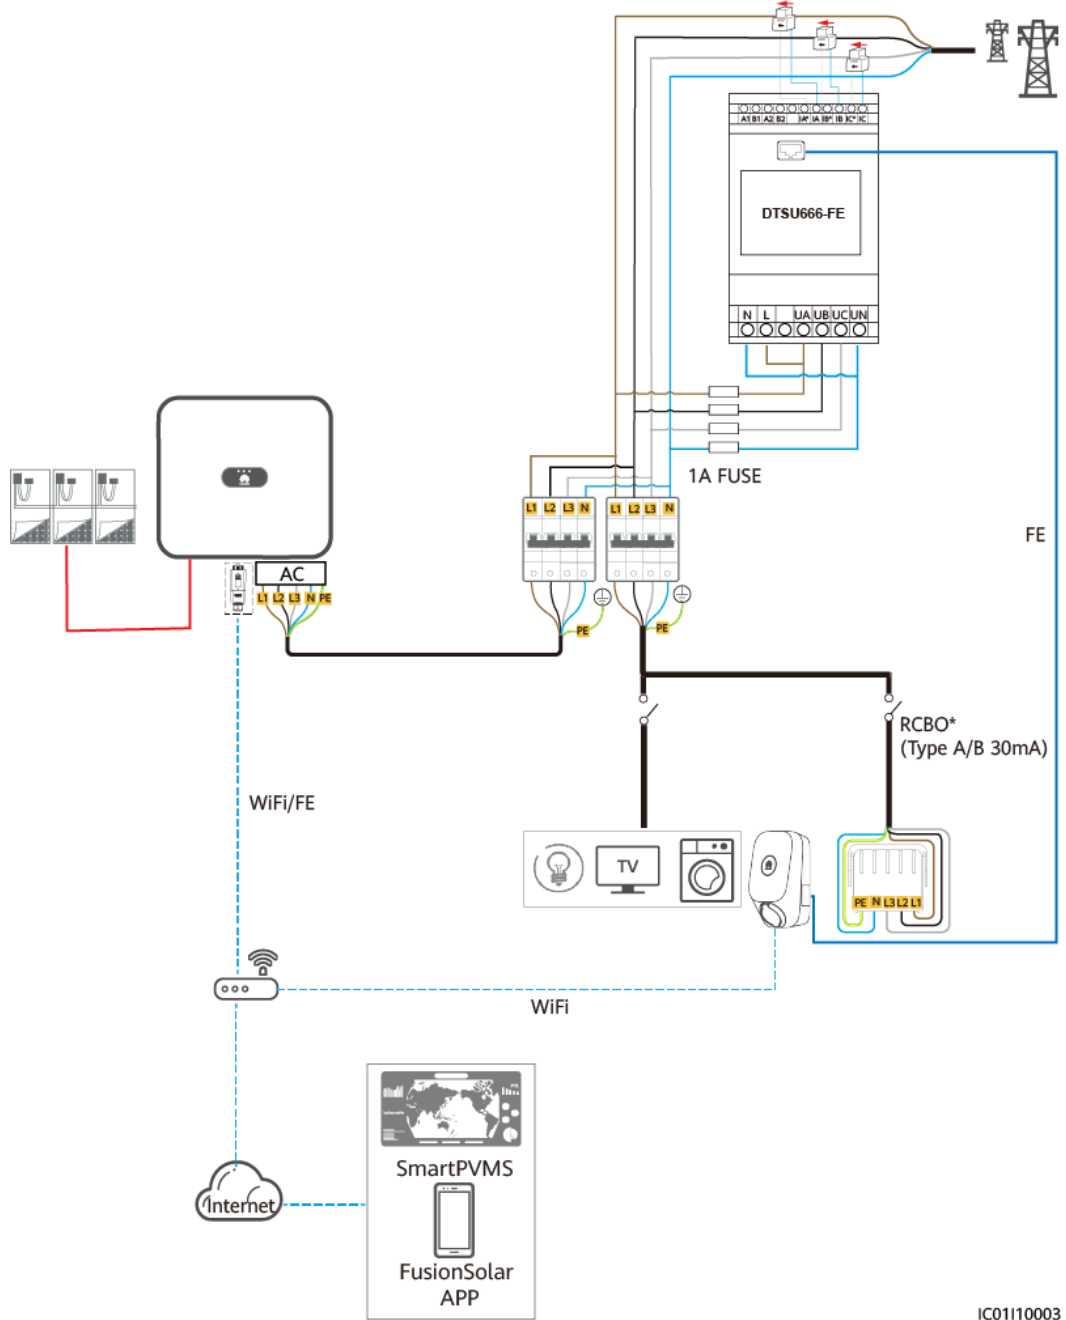 A1 B1 A2 B2 IA* IA IB* IB IC* IC
DTSU666-FE
N L UA UB UC UN
1A FUSE
L1 L2 L3 N
L1 L2 L3 N
FE
AC
L1 L2 L3 N PE
PE
PE
RCBO*
(Type A/B 30mA)
WiFi/FE
TV
PE N L3 L2 L1
WiFi
SmartPVMS
Internet
FusionSolar
APP
IC01I10003